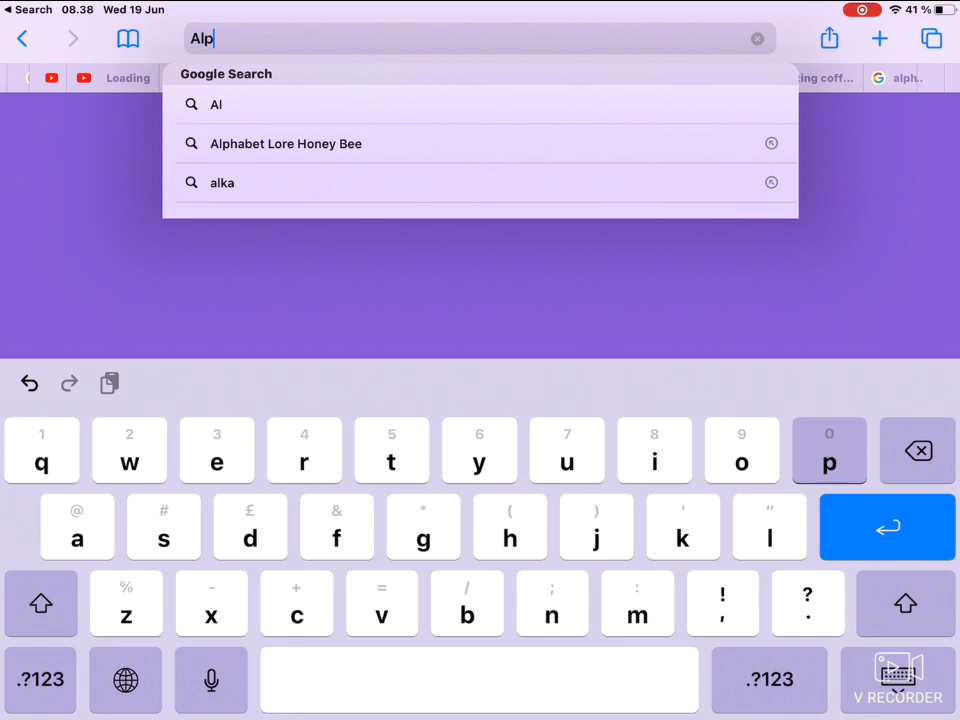 Search 08.38 Wed 19 Jun 41 %
Alp
Loading
ing coff...
alph..
Google Search
Al
Alphabet Lore Honey Bee
alka
1 2 3 4 5 6 7 8 9 0
q w e r t y u i o p
@ # £ & * ( ) ' "
a s d f g h j k l
% - + = / ; : ! ?
z x c v b n m , .
.?123 .?123
V RECORDER